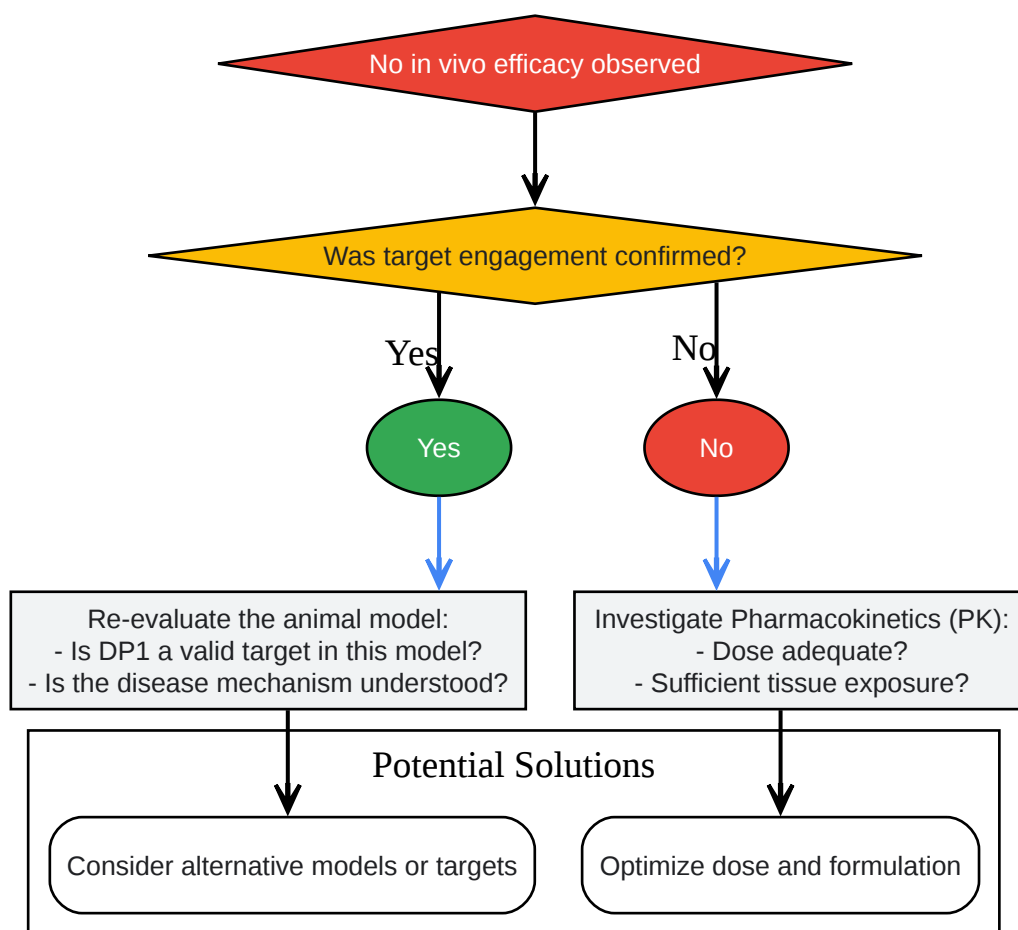 No in vivo efficacy observed
Was target engagement confirmed?
Yes
No
Yes
No
Re-evaluate the animal model:
- Is DP1 a valid target in this model?
- Is the disease mechanism understood?
Investigate Pharmacokinetics (PK):
- Dose adequate?
- Sufficient tissue exposure?
Potential Solutions
Consider alternative models or targets
Optimize dose and formulation